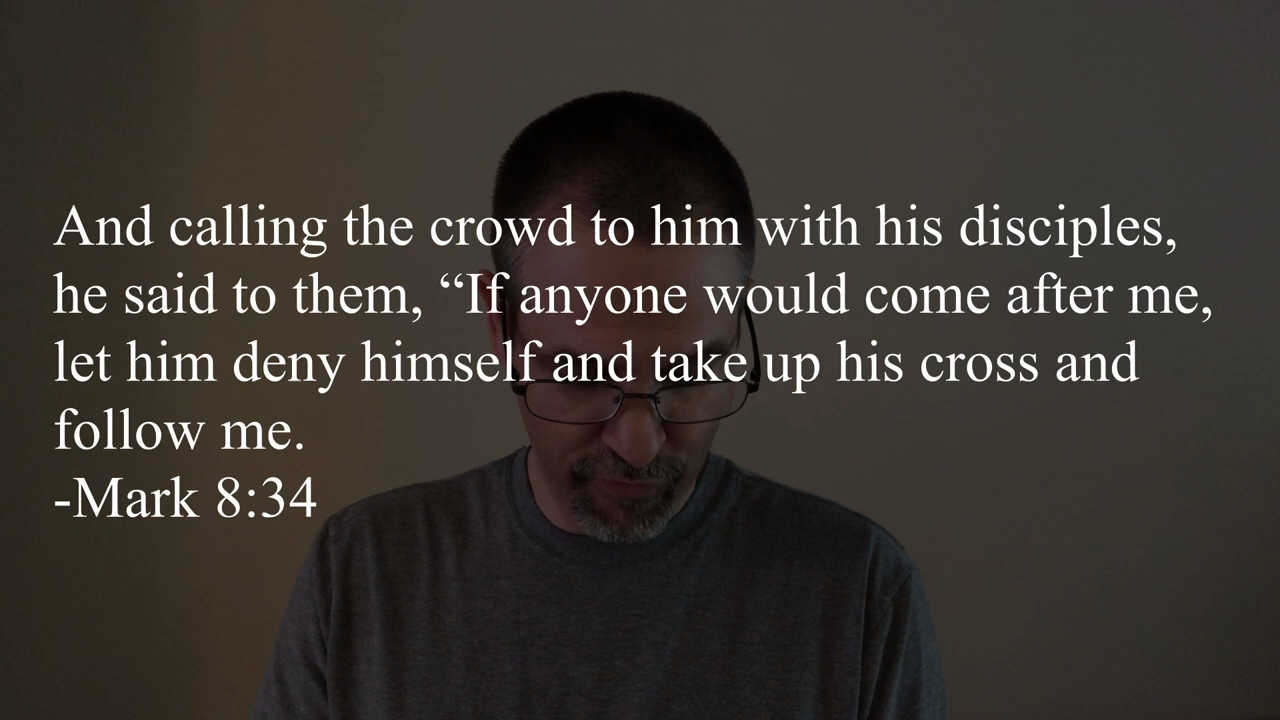 And calling the crowd to him with his disciples,
he said to them, “If anyone would come after me,
let him deny himself and take up his cross and
follow me.
-Mark 8:34